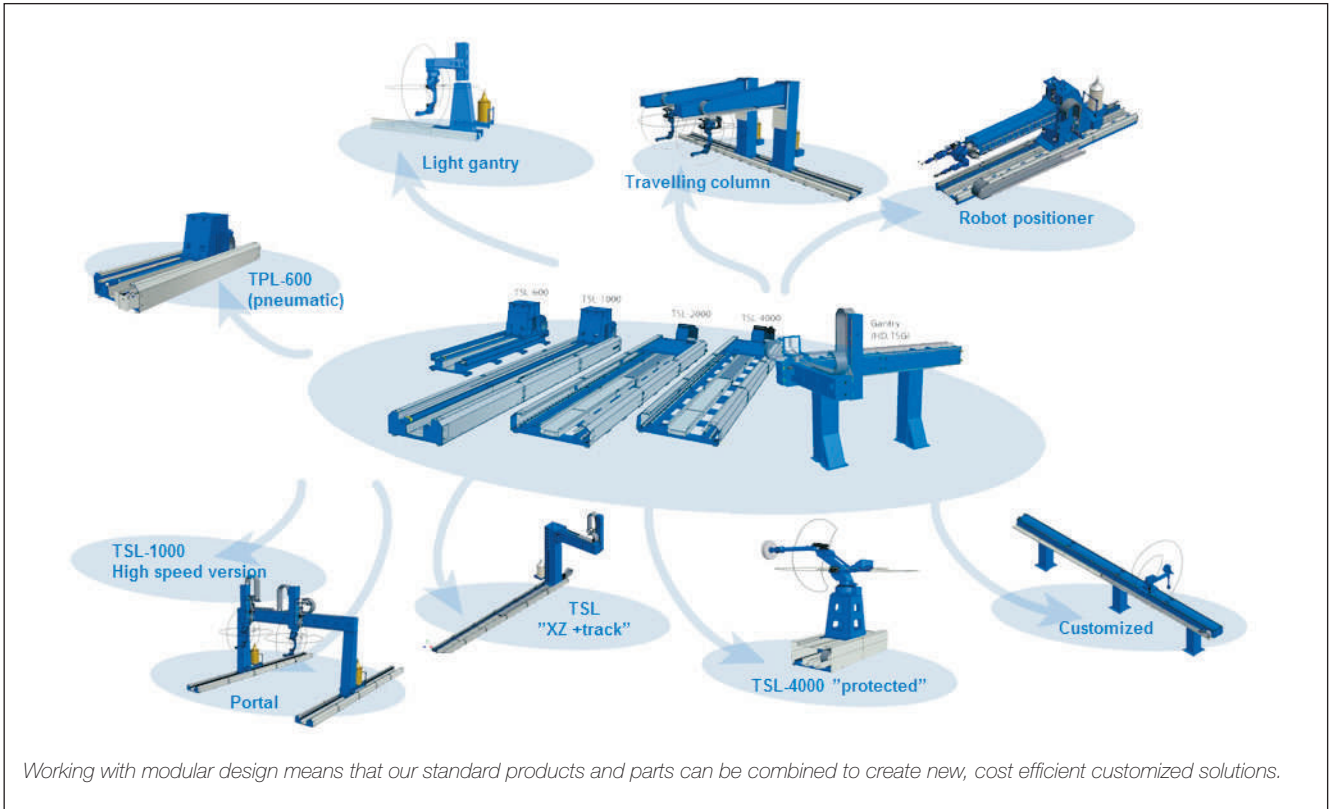 Light gantry
Travelling column
Robot positioner
TPL-600
(pneumatic)
TSL-600
TSL-1000
TSL-2000
TSL-4000
Gantry
(HD,TSG)
TSL-1000
High speed version
TSL
”XZ +track”
Customized
TSL-4000 ”protected”
Portal
Working with modular design means that our standard products and parts can be combined to create new, cost efficient customized solutions.